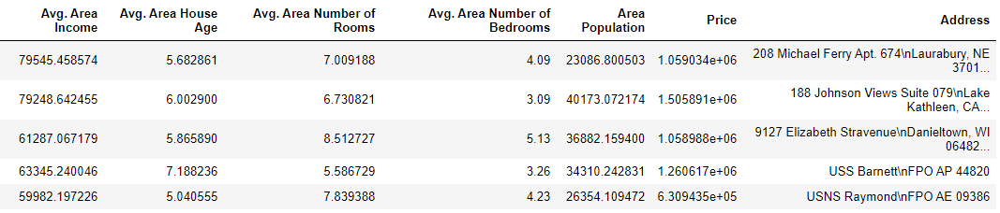 Avg. Area Income Avg. Area House Age Avg. Area Number of Rooms Avg. Area Number of Bedrooms Area Population Price Address
79545.458574 5.682861 7.009188 4.09 23086.800503 1.059034e+06 208 Michael Ferry Apt. 674\nLaurabury, NE 3701...
79248.642455 6.002900 6.730821 3.09 40173.072174 1.505891e+06 188 Johnson Views Suite 079\nLake Kathleen, CA...
61287.067179 5.865890 8.512727 5.13 36882.159400 1.058988e+06 9127 Elizabeth Stravenue\nDanieltown, WI 06482...
63345.240046 7.188236 5.586729 3.26 34310.242831 1.260617e+06 USS Barnett\nFPO AP 44820
59982.197226 5.040555 7.839388 4.23 26354.109472 6.309435e+05 USNS Raymond\nFPO AE 09386